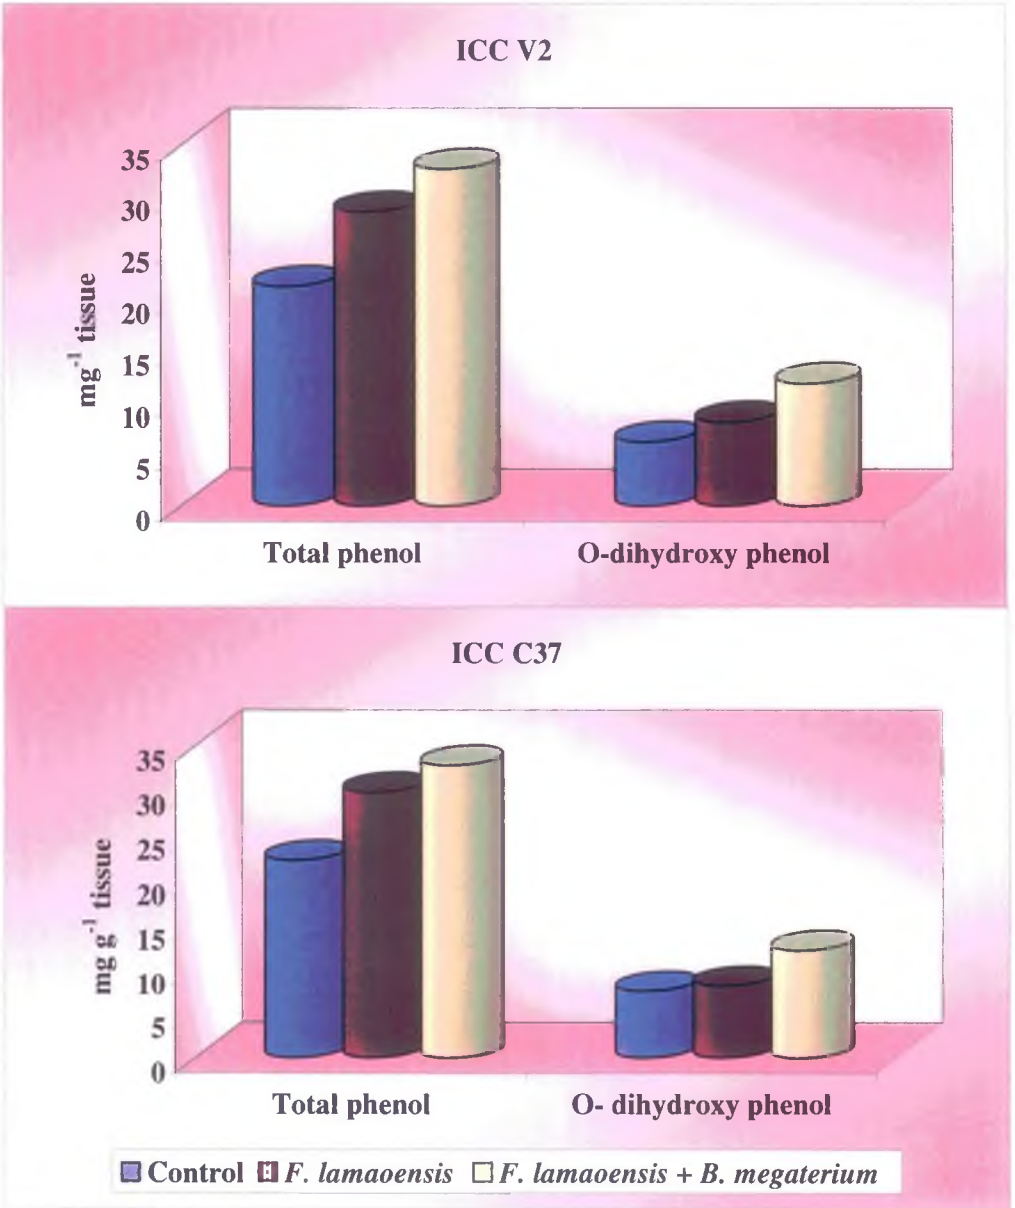 ICC V2
35
30
25
20
15
10
5
0
mg⁻¹ tissue
Total phenol O-dihydroxy phenol
ICC C37
35
30
25
20
15
10
5
0
mg g⁻¹ tissue
Total phenol O- dihydroxy phenol
Control F. lamaoensis F. lamaoensis + B. megaterium